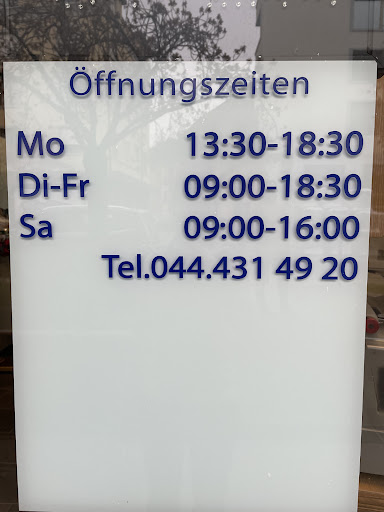 Öffnungszeiten
Mo 13:30-18:30
Di-Fr 09:00-18:30
Sa 09:00-16:00
Tel.044.431 49 20